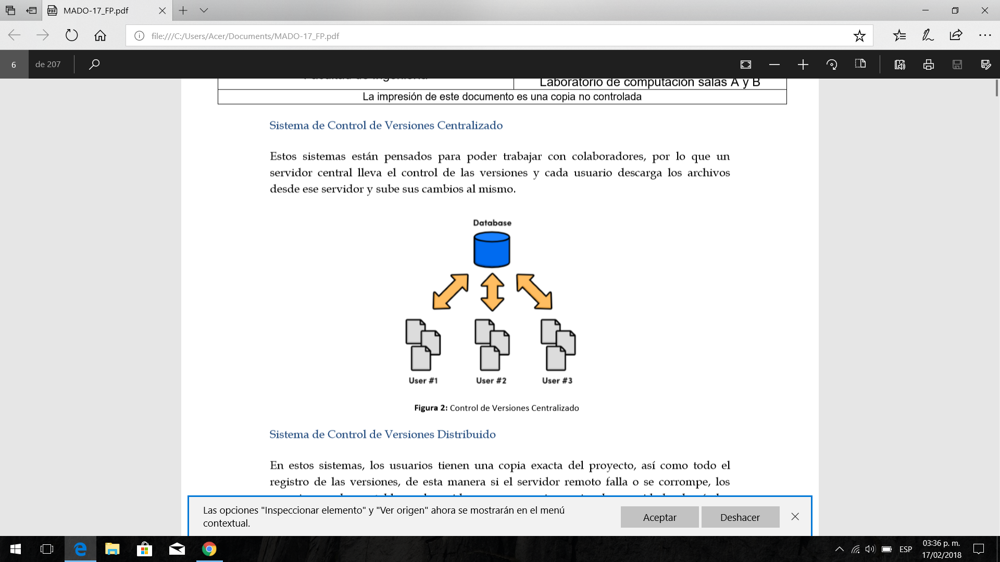 MADO-17_FP.pdf
file:///C:/Users/Acer/Documents/MADO-17_FP.pdf
6 de 207
Laboratorio de computación salas A y B
La impresión de este documento es una copia no controlada
Sistema de Control de Versiones Centralizado
Estos sistemas están pensados para poder trabajar con colaboradores, por lo que un
servidor central lleva el control de las versiones y cada usuario descarga los archivos
desde ese servidor y sube sus cambios al mismo.
Database
User #1 User #2 User #3
Figura 2: Control de Versiones Centralizado
Sistema de Control de Versiones Distribuido
En estos sistemas, los usuarios tienen una copia exacta del proyecto, así como todo el
registro de las versiones, de esta manera si el servidor remoto falla o se corrompe, los
Las opciones "Inspeccionar elemento" y "Ver origen" ahora se mostrarán en el menú
contextual.
Aceptar Deshacer
ESP
03:36 p. m.
17/02/2018